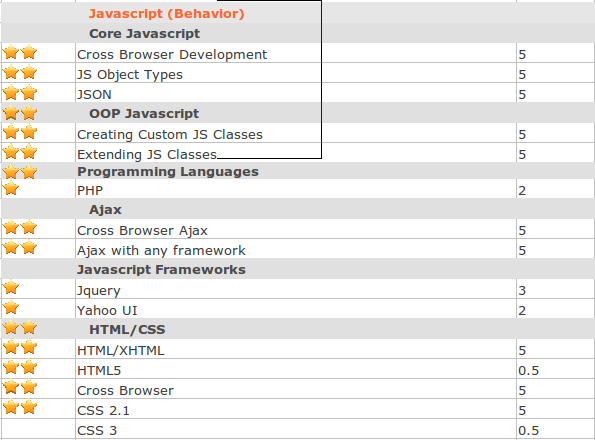 Javascript (Behavior)
Core Javascript
Cross Browser Development 5
JS Object Types 5
JSON 5
OOP Javascript
Creating Custom JS Classes 5
Extending JS Classes 5
Programming Languages
PHP 2
Ajax
Cross Browser Ajax 5
Ajax with any framework 5
Javascript Frameworks
Jquery 3
Yahoo UI 2
HTML/CSS
HTML/XHTML 5
HTML5 0.5
Cross Browser 5
CSS 2.1 5
CSS 3 0.5